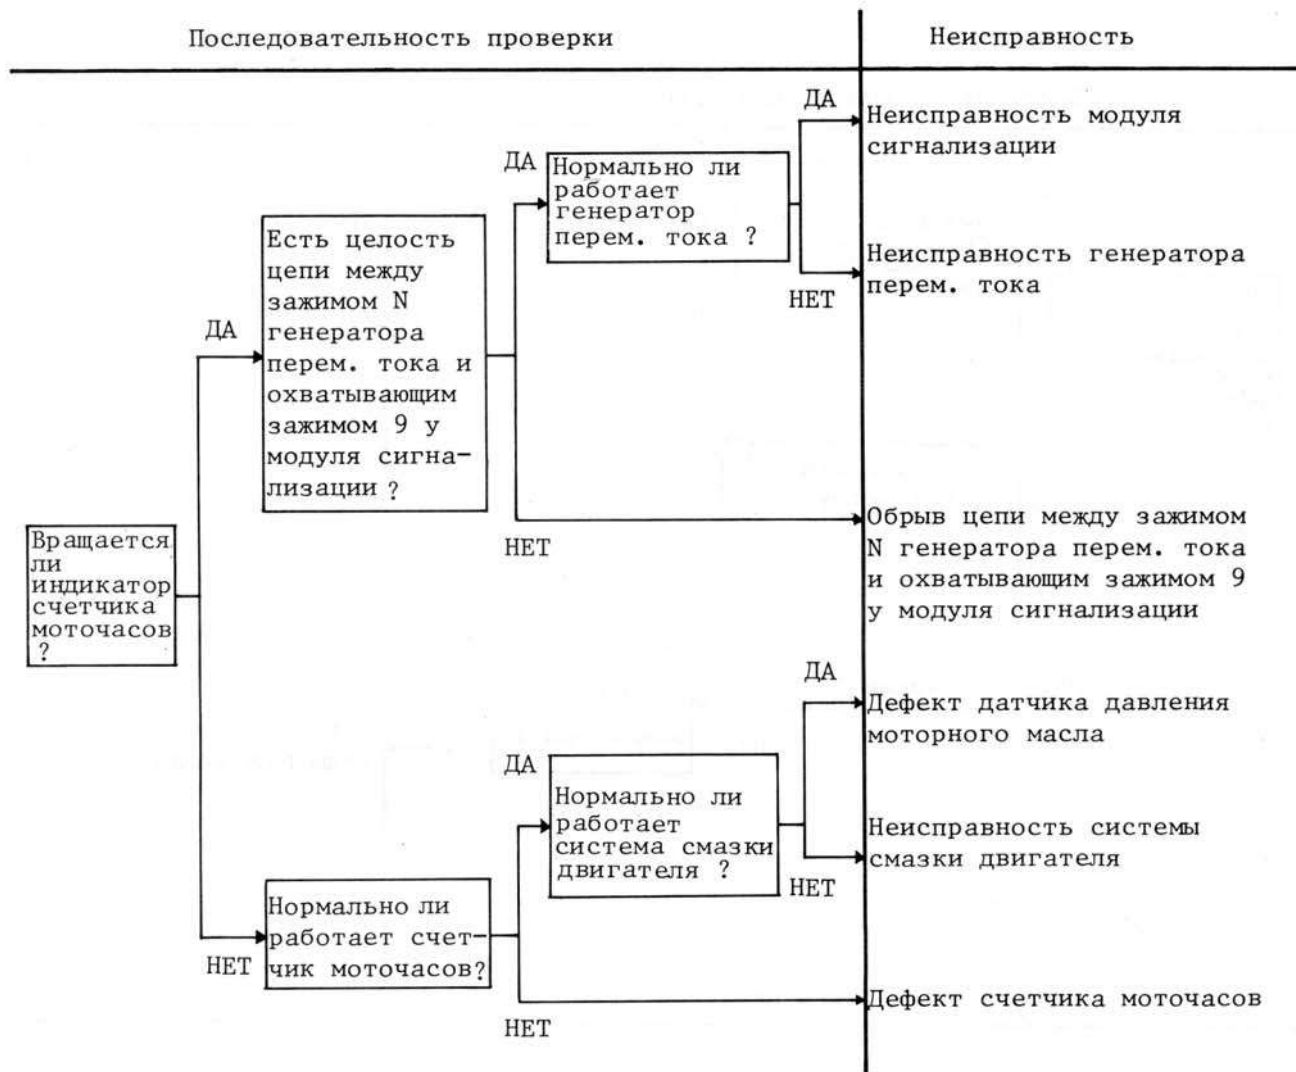 Последовательность проверки
Неисправность
ДА
Неисправность модуля
сигнализации
ДА
Нормально ли
работает
генератор
перем. тока ?
Неисправность генератора
перем. тока
НЕТ
Есть целость
цепи между
зажимом N
генератора
перем. тока и
охватывающим
зажимом 9 у
модуля сигна-
лизации ?
ДА
Обрыв цепи между зажимом
N генератора перем. тока
и охватывающим зажимом 9
у модуля сигнализации
НЕТ
Вращается
ли
индикатор
счетчика
моточасов
?
ДА
Дефект датчика давления
моторного масла
ДА
Нормально ли
работает
система смазки
двигателя ?
Неисправность системы
смазки двигателя
НЕТ
Нормально ли
работает счет-
чик моточасов?
НЕТ
Дефект счетчика моточасов
НЕТ